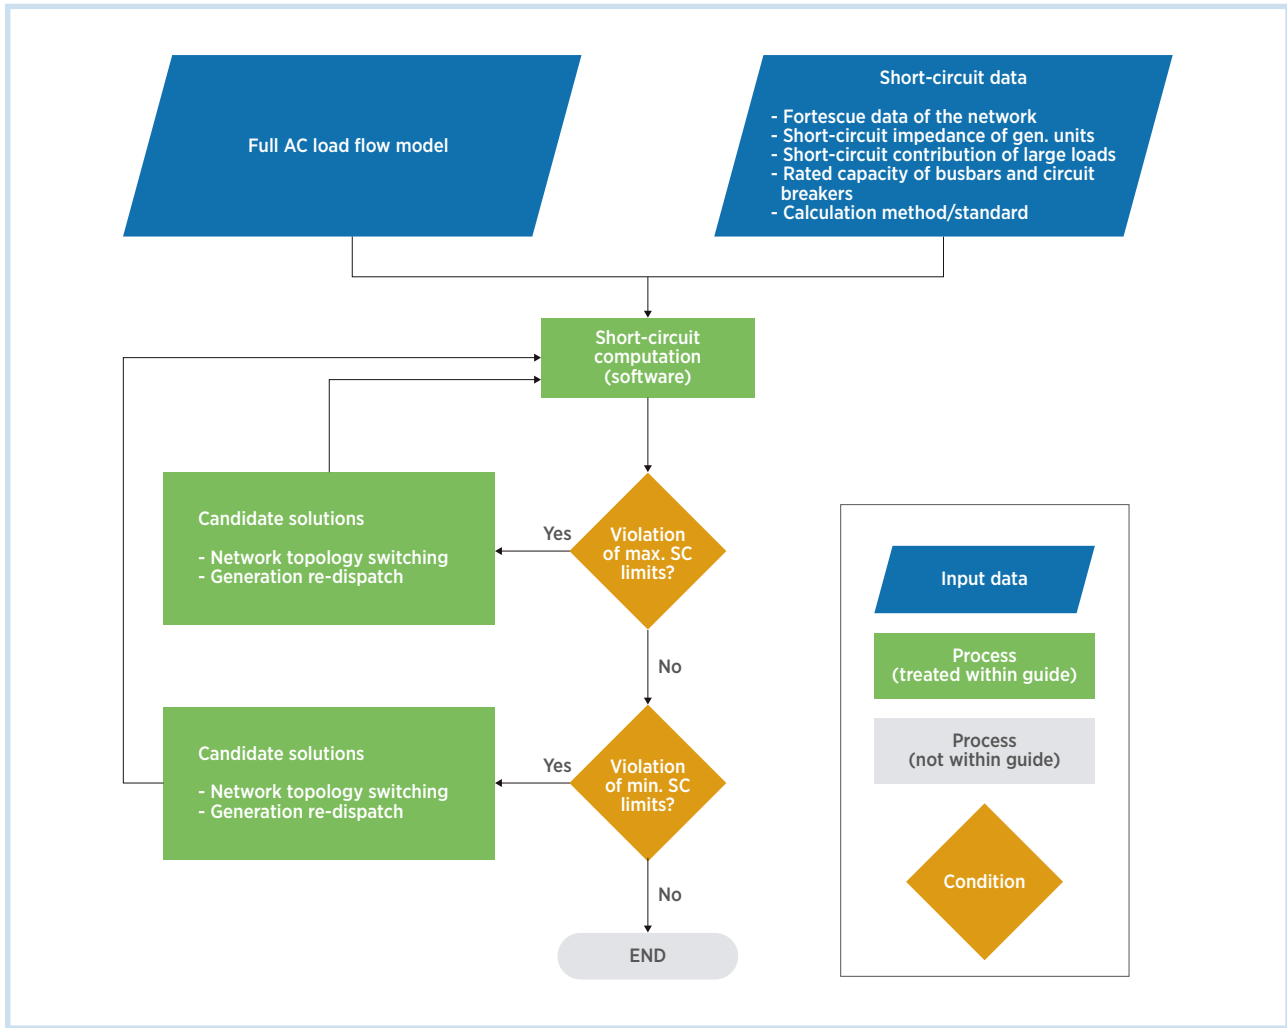 Full AC load flow model
Short-circuit data
- Fortescue data of the network
- Short-circuit impedance of gen. units
- Short-circuit contribution of large loads
- Rated capacity of busbars and circuit
breakers
- Calculation method/standard
Short-circuit
computation
(software)
Candidate solutions
- Network topology switching
- Generation re-dispatch
Yes
Violation
of max. SC
limits?
No
Candidate solutions
- Network topology switching
- Generation re-dispatch
Yes
Violation
of min. SC
limits?
No
END
Input data
Process
(treated within guide)
Process
(not within guide)
Condition